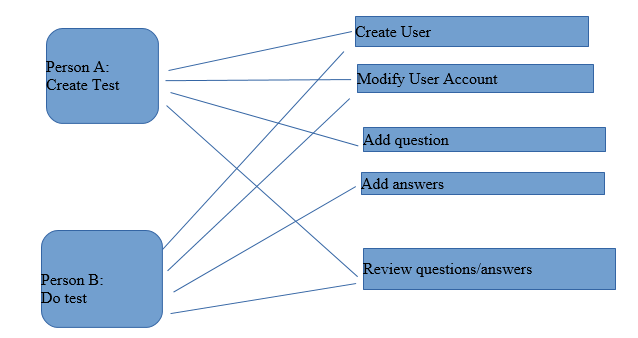 Person A:
Create Test
Create User
Modify User Account
Add question
Add answers
Review questions/answers
Person B:
Do test